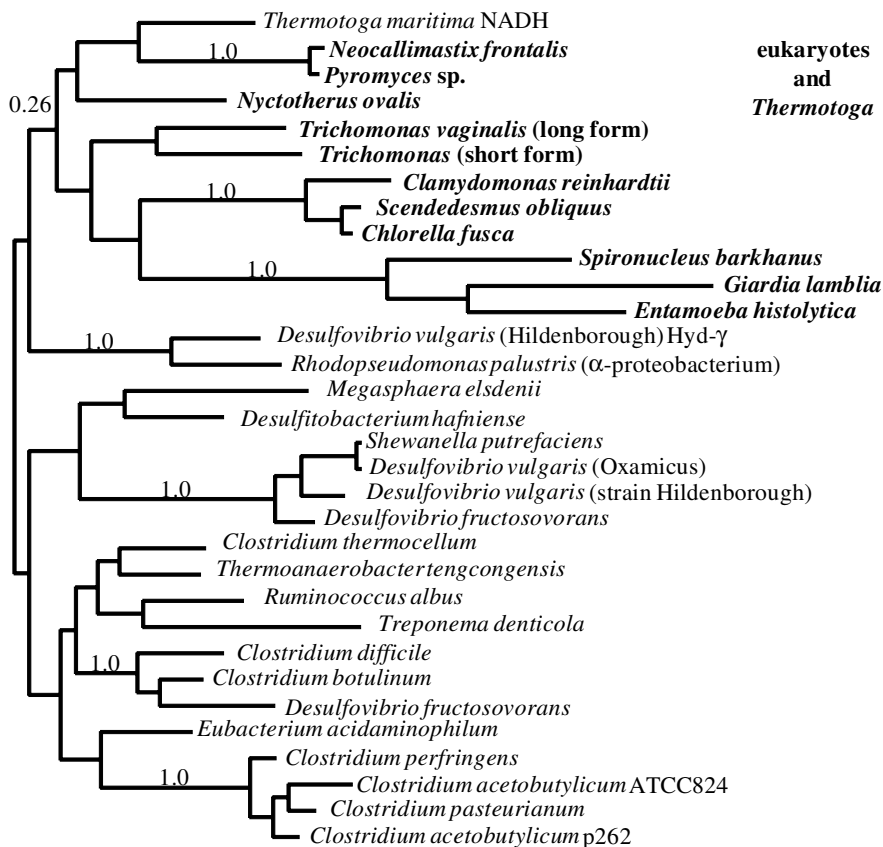 Thermotoga maritima NADH
1.0
Neocallimastix frontalis
Pyromyces sp.
eukaryotes
and
Thermotoga
0.26
Nyctotherus ovalis
Trichomonas vaginalis (long form)
Trichomonas (short form)
1.0
Clamydomonas reinhardtii
Scendedesmus obliquus
Chlorella fusca
1.0
Spironucleus barkhanus
Giardia lamblia
Entamoeba histolytica
1.0
Desulfovibrio vulgaris (Hildenborough) Hyd-γ
Rhodopseudomonas palustris (α-proteobacterium)
Megasphaera elsdenii
Desulfitobacterium hafniense
Shewanella putrefaciens
Desulfovibrio vulgaris (Oxamicus)
1.0
Desulfovibrio vulgaris (strain Hildenborough)
Desulfovibrio fructosovorans
Clostridium thermocellum
Thermoanaerobacter tengcongensis
Ruminococcus albus
Treponema denticola
1.0
Clostridium difficile
Clostridium botulinum
Desulfovibrio fructosovorans
Eubacterium acidaminophilum
Clostridium perfringens
1.0
Clostridium acetobutylicum ATCC824
Clostridium pasteurianum
Clostridium acetobutylicum p262